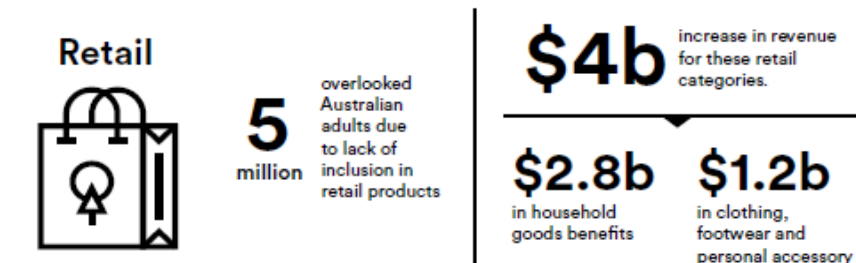 Retail
5
million
overlooked
Australian
adults due
to lack of
inclusion in
retail products
$4b
increase in revenue
for these retail
categories.
$2.8b
in household
goods benefits
$1.2b
in clothing,
footwear and
personal accessory